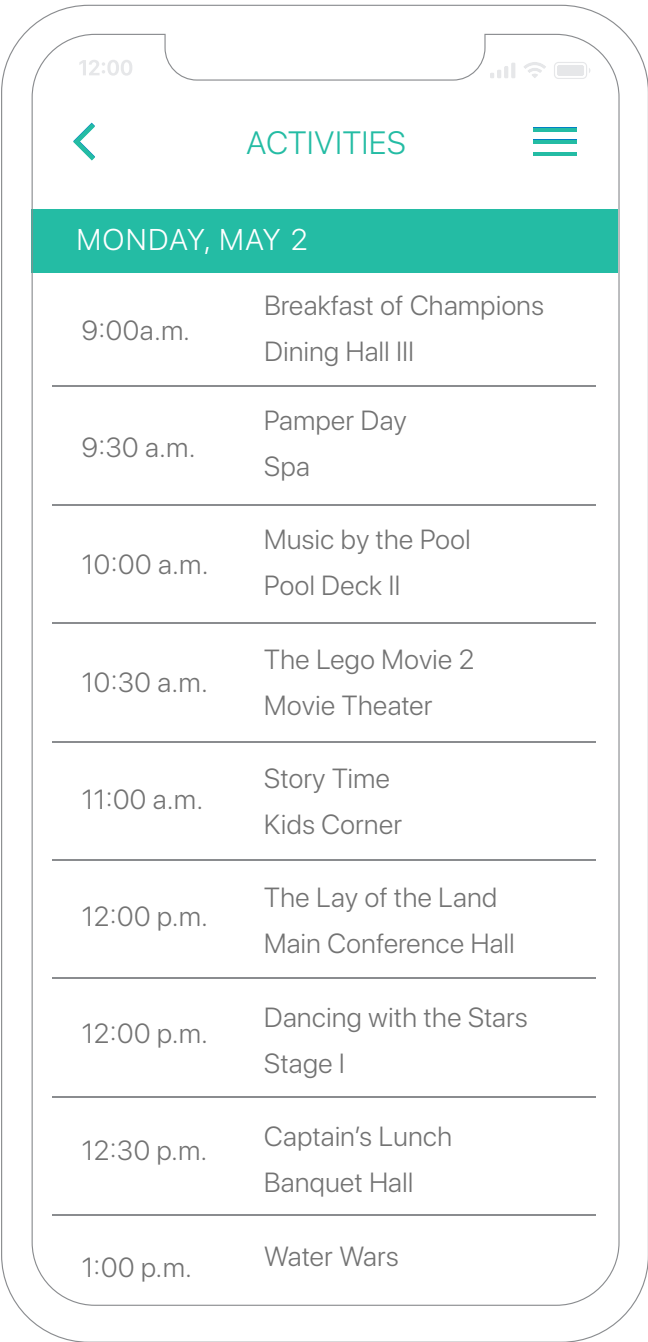 12:00
ACTIVITIES
MONDAY, MAY 2
9:00a.m.
Breakfast of Champions
Dining Hall III
9:30 a.m.
Pamper Day
Spa
10:00 a.m.
Music by the Pool
Pool Deck II
10:30 a.m.
The Lego Movie 2
Movie Theater
11:00 a.m.
Story Time
Kids Corner
12:00 p.m.
The Lay of the Land
Main Conference Hall
12:00 p.m.
Dancing with the Stars
Stage I
12:30 p.m.
Captain’s Lunch
Banquet Hall
1:00 p.m.
Water Wars